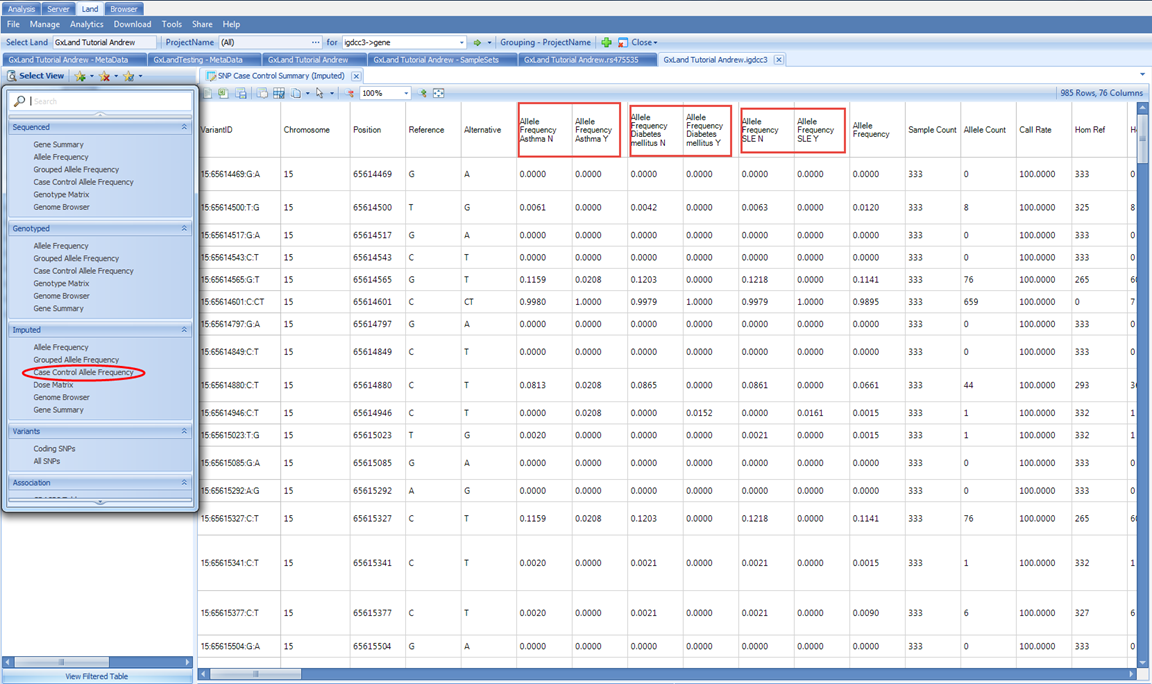 Analysis Server Land Browser
File Manage Analytics Download Tools Share Help
Select Land GxLand Tutorial Andrew ProjectName (All) ... for igdcc3->gene Grouping - ProjectName Close
GxLand Tutorial Andrew - MetaData GxLandTesting - MetaData GxLand Tutorial Andrew GxLand Tutorial Andrew - SampleSets GxLand Tutorial Andrew.rs475535 GxLand Tutorial Andrew.igdcc3
Select View SNP Case Control Summary (Imputed)
100% 985 Rows, 76 Columns
Search
Sequenced
Gene Summary
Allele Frequency
Grouped Allele Frequency
Case Control Allele Frequency
Genotype Matrix
Genome Browser
Genotyped
Allele Frequency
Grouped Allele Frequency
Case Control Allele Frequency
Genotype Matrix
Genome Browser
Gene Summary
Imputed
Allele Frequency
Grouped Allele Frequency
Case Control Allele Frequency
Dose Matrix
Genome Browser
Gene Summary
Variants
Coding SNPs
All SNPs
Association
View Filtered Table
VariantID Chromosome Position Reference Alternative Allele Frequency Asthma N Allele Frequency Asthma Y Allele Frequency Diabetes mellitus N Allele Frequency Diabetes mellitus Y Allele Frequency SLE N Allele Frequency SLE Y Allele Frequency Sample Count Allele Count Call Rate Hom Ref
15:65614469:G:A 15 65614469 G A 0.0000 0.0000 0.0000 0.0000 0.0000 0.0000 0.0000 333 0 100.0000 333 0
15:65614500:T:G 15 65614500 T G 0.0061 0.0000 0.0042 0.0000 0.0063 0.0000 0.0120 333 8 100.0000 325 8
15:65614517:G:A 15 65614517 G A 0.0000 0.0000 0.0000 0.0000 0.0000 0.0000 0.0000 333 0 100.0000 333 0
15:65614543:C:T 15 65614543 C T 0.0000 0.0000 0.0000 0.0000 0.0000 0.0000 0.0000 333 0 100.0000 333 0
15:65614565:G:T 15 65614565 G T 0.1159 0.0208 0.1203 0.0000 0.1218 0.0000 0.1141 333 76 100.0000 265
15:65614601:C:CT 15 65614601 C CT 0.9980 1.0000 0.9979 1.0000 0.9979 1.0000 0.9895 333 659 100.0000 0 7
15:65614797:G:A 15 65614797 G A 0.0000 0.0000 0.0000 0.0000 0.0000 0.0000 0.0000 333 0 100.0000 333 0
15:65614849:C:T 15 65614849 C T 0.0000 0.0000 0.0000 0.0000 0.0000 0.0000 0.0000 333 0 100.0000 333 0
15:65614880:C:T 15 65614880 C T 0.0813 0.0208 0.0865 0.0000 0.0861 0.0000 0.0661 333 44 100.0000 293
15:65614946:C:T 15 65614946 C T 0.0000 0.0208 0.0000 0.0152 0.0000 0.0161 0.0015 333 1 100.0000 332 1
15:65615023:T:G 15 65615023 T G 0.0020 0.0000 0.0000 0.0000 0.0021 0.0000 0.0015 333 1 100.0000 332 1
15:65615085:G:A 15 65615085 G A 0.0000 0.0000 0.0000 0.0000 0.0000 0.0000 0.0000 333 0 100.0000 333 0
15:65615292:A:G 15 65615292 A G 0.0000 0.0000 0.0000 0.0000 0.0000 0.0000 0.0000 333 0 100.0000 333 0
15:65615327:C:T 15 65615327 C T 0.1159 0.0208 0.1203 0.0000 0.1218 0.0000 0.1141 333 76 100.0000 265
15:65615341:C:T 15 65615341 C T 0.0020 0.0000 0.0021 0.0000 0.0021 0.0000 0.0015 333 1 100.0000 332 1
15:65615377:C:T 15 65615377 C T 0.0020 0.0000 0.0021 0.0000 0.0021 0.0000 0.0090 333 6 100.0000 327 6
15:65615504:G:A 15 65615504 G A 0.0000 0.0000 0.0000 0.0000 0.0000 0.0000 0.0000 333 0 100.0000 333 0